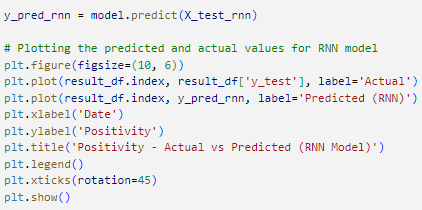 y_pred_rnn = model.predict(X_test_rnn)
# Plotting the predicted and actual values for RNN model
plt.figure(figsize=(10, 6))
plt.plot(result_df.index, result_df['y_test'], label='Actual')
plt.plot(result_df.index, y_pred_rnn, label='Predicted (RNN)')
plt.xlabel('Date')
plt.ylabel('Positivity')
plt.title('Positivity - Actual vs Predicted (RNN Model)')
plt.legend()
plt.xticks(rotation=45)
plt.show()